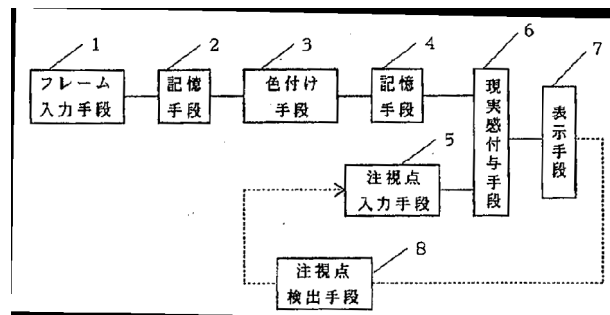 1
2
3
4
6
7
フレーム
入力手段
記憶
手段
色付け
手段
記憶
手段
現実感付与手段
表示手段
5
注視点
入力手段
8
注視点
検出手段